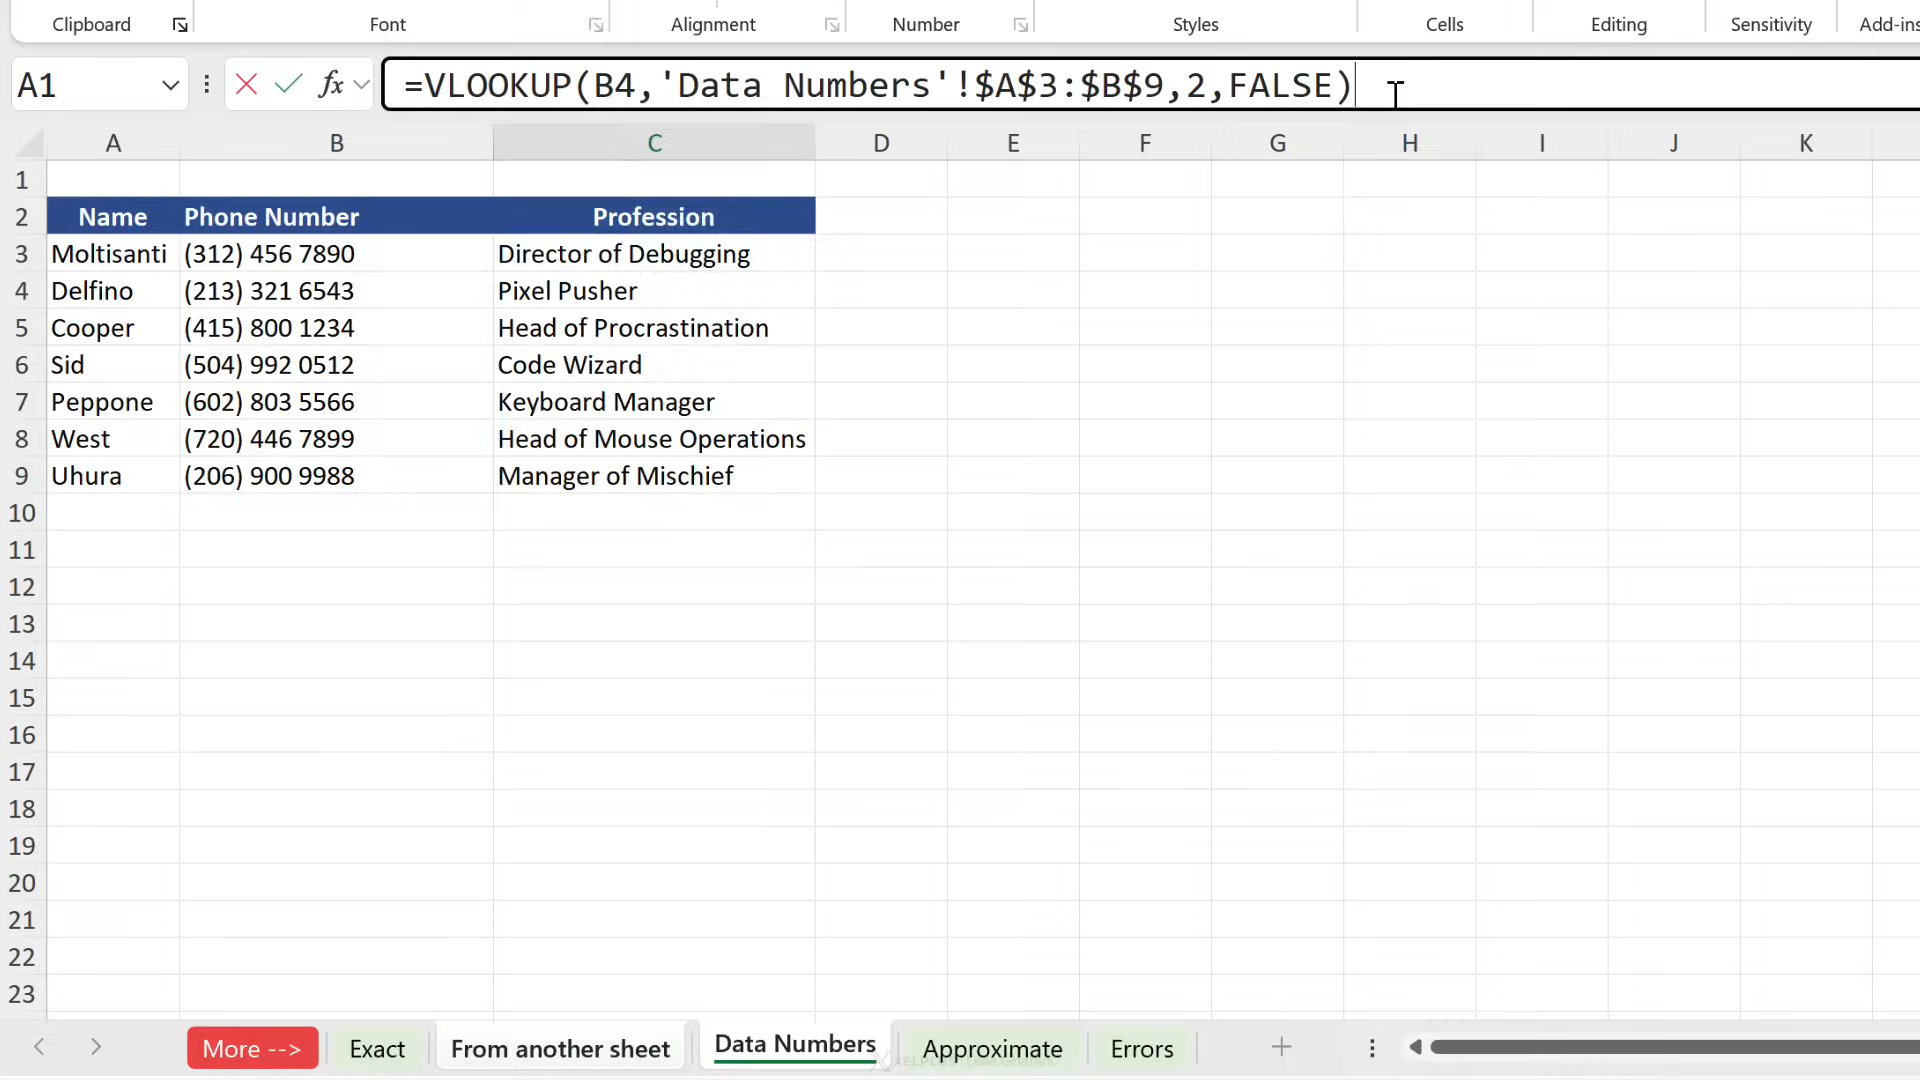 Clipboard Font Alignment Number Styles Cells Editing Sensitivity Add-ins
A1 fx =VLOOKUP(B4,'Data Numbers'!$A$3:$B$9,2,FALSE)
A B C D E F G H I J K
1
2 Name Phone Number Profession
3 Moltisanti (312) 456 7890 Director of Debugging
4 Delfino (213) 321 6543 Pixel Pusher
5 Cooper (415) 800 1234 Head of Procrastination
6 Sid (504) 992 0512 Code Wizard
7 Peppone (602) 803 5566 Keyboard Manager
8 West (720) 446 7899 Head of Mouse Operations
9 Uhura (206) 900 9988 Manager of Mischief
10
11
12
13
14
15
16
17
18
19
20
21
22
23
More --> Exact From another sheet Data Numbers Approximate Errors